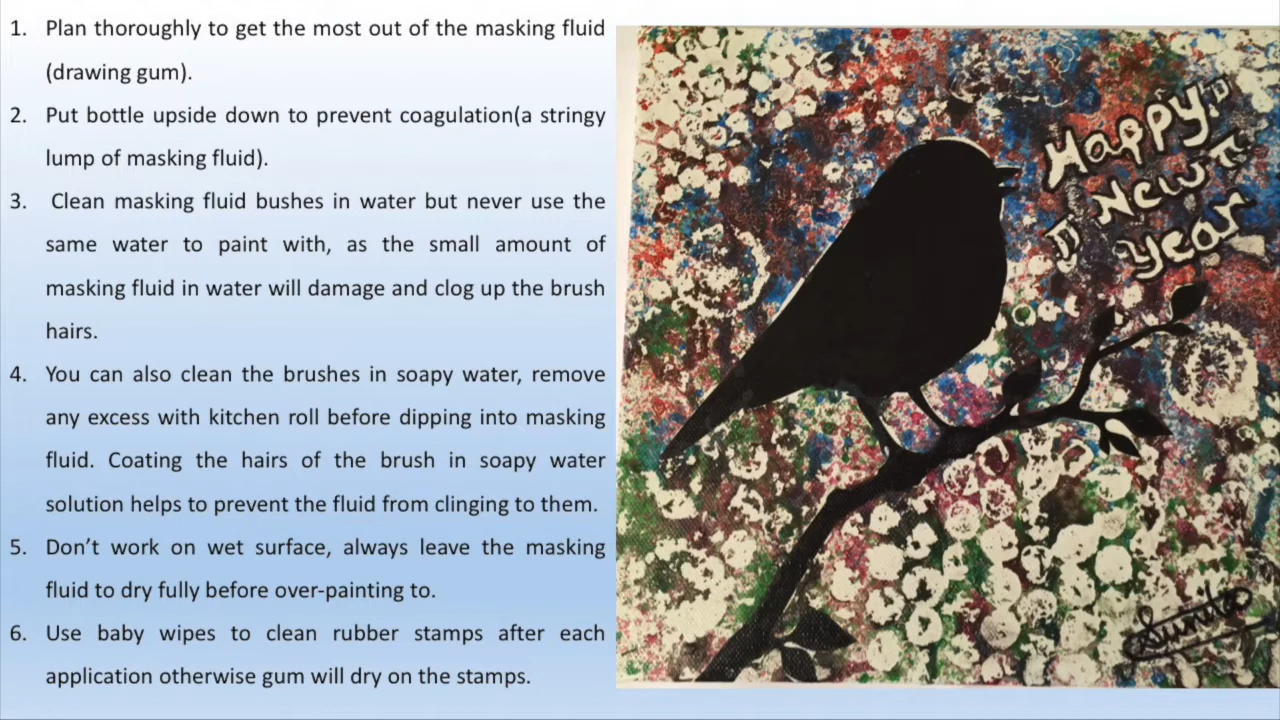 1. Plan thoroughly to get the most out of the masking fluid
(drawing gum).
2. Put bottle upside down to prevent coagulation(a stringy
lump of masking fluid).
3. Clean masking fluid bushes in water but never use the
same water to paint with, as the small amount of
masking fluid in water will damage and clog up the brush
hairs.
4. You can also clean the brushes in soapy water, remove
any excess with kitchen roll before dipping into masking
fluid. Coating the hairs of the brush in soapy water
solution helps to prevent the fluid from clinging to them.
5. Don’t work on wet surface, always leave the masking
fluid to dry fully before over-painting to.
6. Use baby wipes to clean rubber stamps after each
application otherwise gum will dry on the stamps.
Happy
New
Year